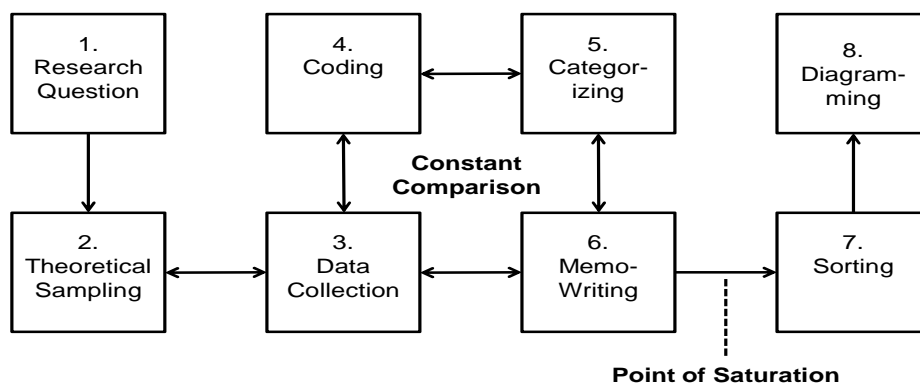 1.
Research
Question
4.
Coding
5.
Categor-
izing
8.
Diagram-
ming
Constant
Comparison
2.
Theoretical
Sampling
3.
Data
Collection
6.
Memo-
Writing
7.
Sorting
Point of Saturation